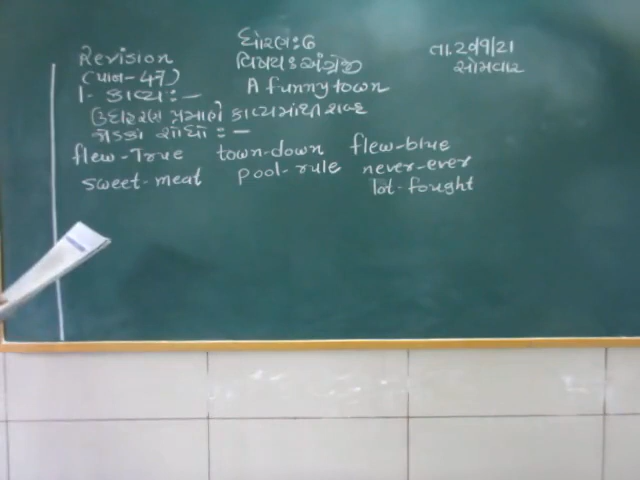 ધોરણ: 6
Revision વિષય: અંગ્રેજી તા. 2/9/21
(પાન-47) સોમવાર
A funny town
1- કાવ્ય :-
ઉદાહરણ પ્રમાણે કાવ્યમાંથી શબ્દ
જોડકાં શોધો :-
flew-True town-down flew-blue
sweet-meat pool-rule never-ever
lot-fought